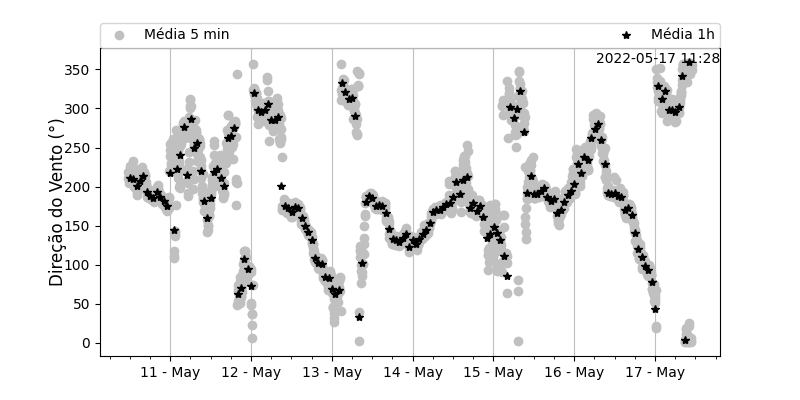 Média 5 min
Média 1h
2022-05-17 11:28
Direção do Vento (°)
350
300
250
200
150
100
50
0
11 - May
12 - May
13 - May
14 - May
15 - May
16 - May
17 - May